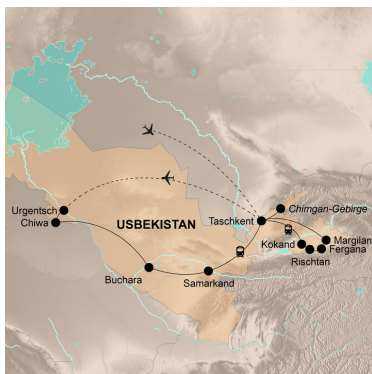 Urgentsch
Chiwa
USBEKISTAN
Taschkent
Chimgan-Gebirge
Kokand
Margilan
Fergana
Rischtan
Buchara
Samarkand